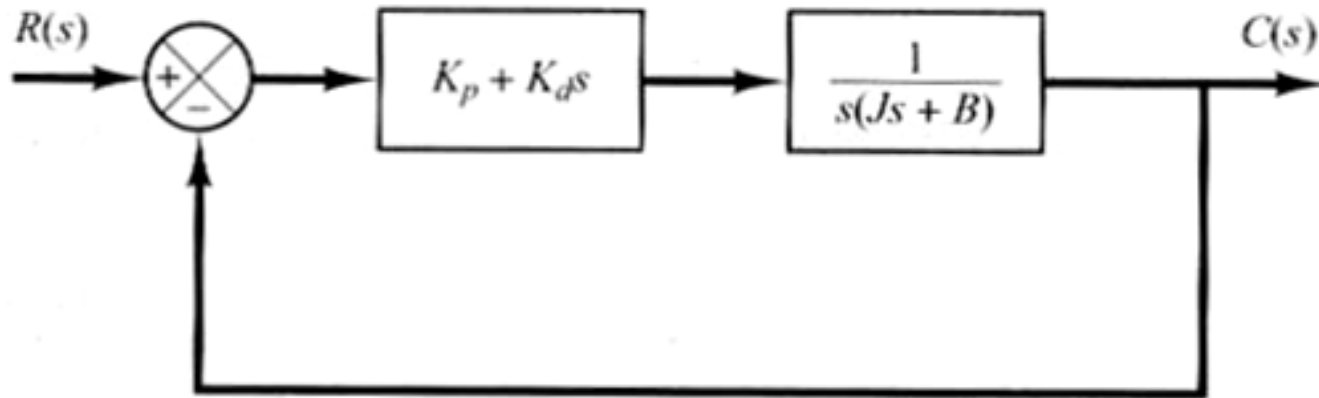 R(s)
C(s)
+
−
K_p + K_d s
1
s(Js + B)